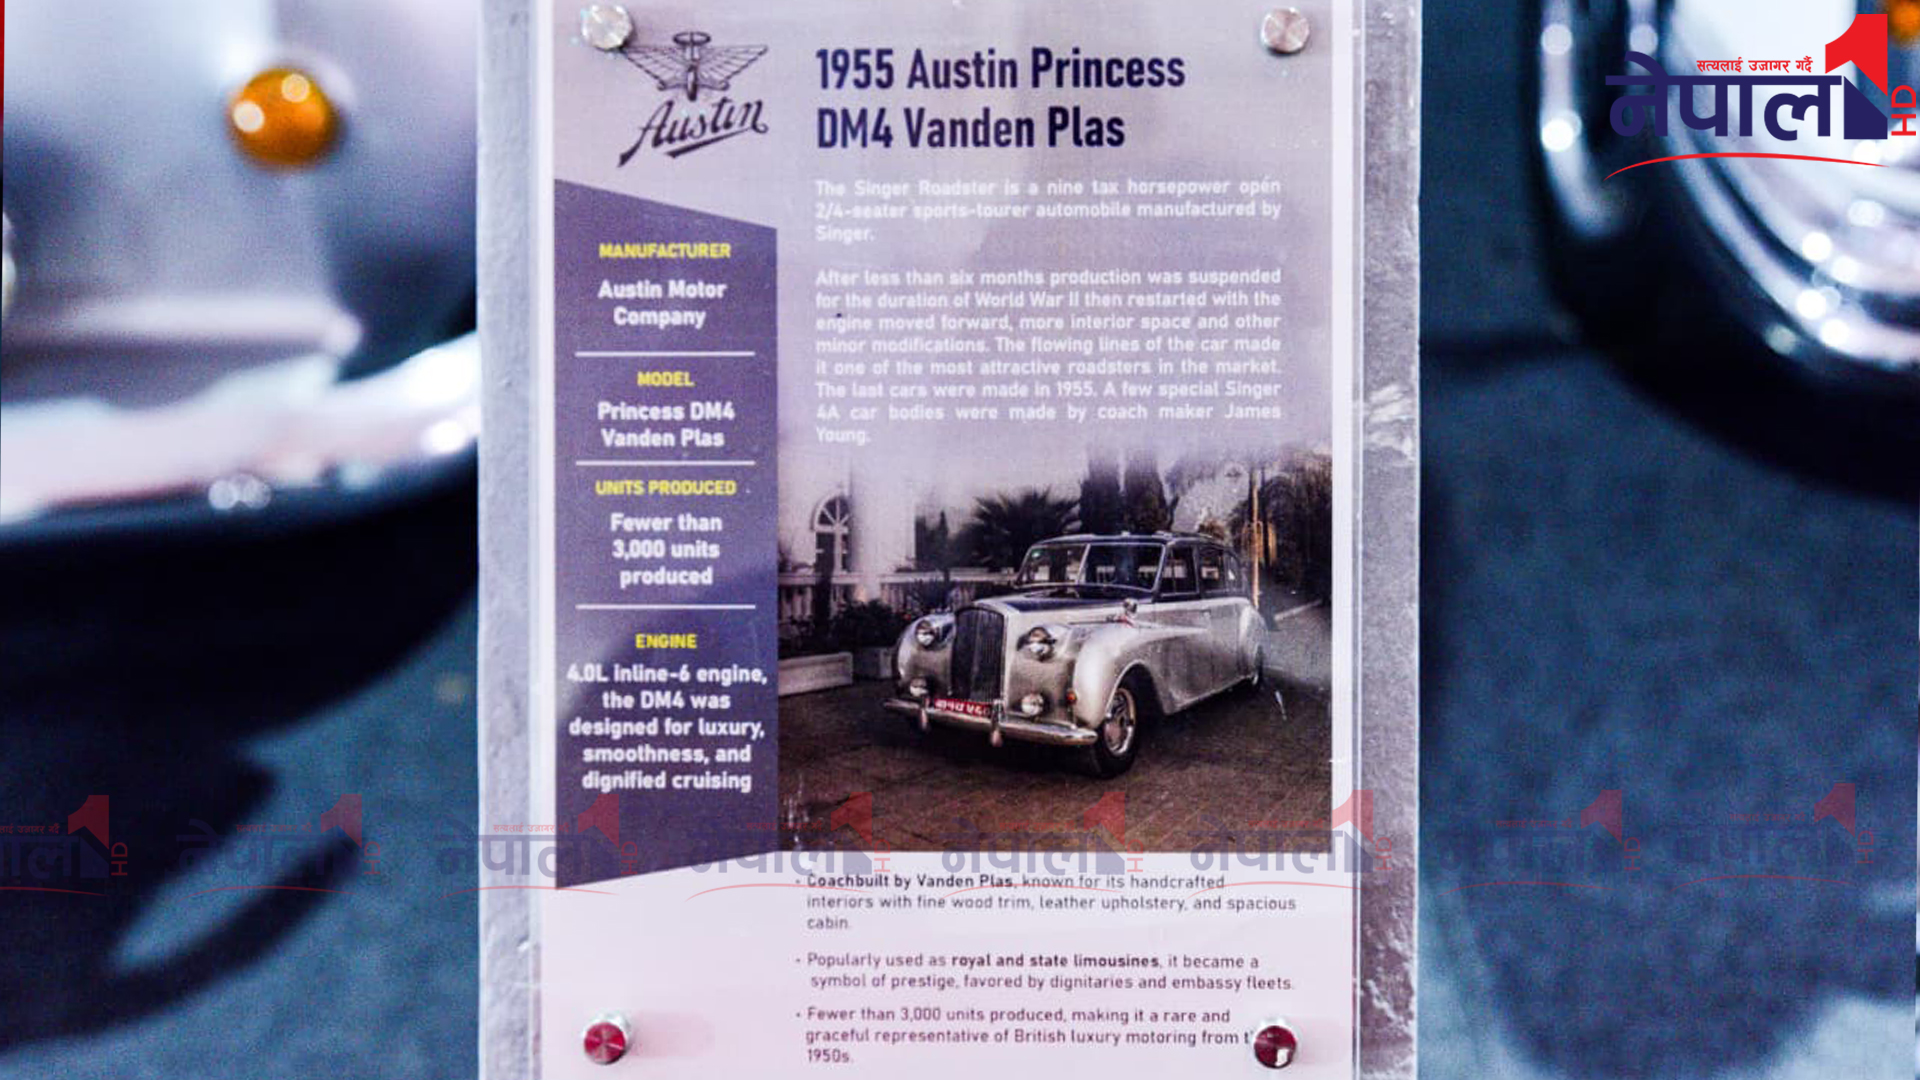 सत्यलाई उजागर गर्दै
नेपाल
HD
Austin
1955 Austin Princess
DM4 Vanden Plas
The Singer Roadster is a nine tax horsepower open
2/4-seater sports-tourer automobile manufactured by
Singer.
After less than six months production was suspended
for the duration of World War II then restarted with the
engine moved forward, more interior space and other
minor modifications. The flowing lines of the car made
it one of the most attractive roadsters in the market.
The last cars were made in 1955. A few special Singer
4A car bodies were made by coach maker James
Young.
MANUFACTURER
Austin Motor
Company
MODEL
Princess DM4
Vanden Plas
UNITS PRODUCED
Fewer than
3,000 units
produced
ENGINE
4.0L inline-6 engine,
the DM4 was
designed for luxury,
smoothness, and
dignified cruising
• Coachbuilt by Vanden Plas, known for its handcrafted
interiors with fine wood trim, leather upholstery, and spacious
cabin.
• Popularly used as royal and state limousines, it became a
symbol of prestige, favored by dignitaries and embassy fleets.
• Fewer than 3,000 units produced, making it a rare and
graceful representative of British luxury motoring from
1950s.